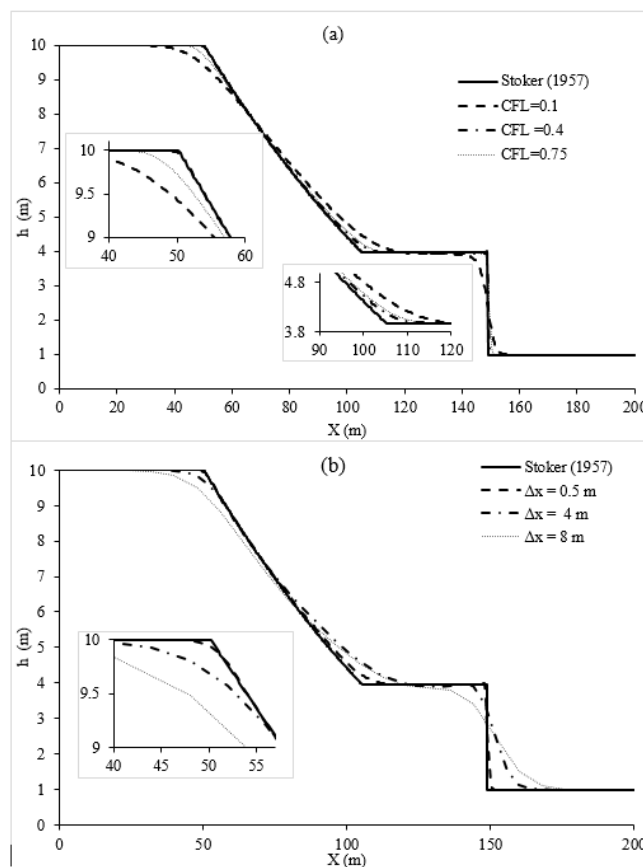 (a)
10
9
8
7
6
5
4
3
2
1
0
h (m)
Stoker (1957)
CFL=0.1
CFL =0.4
CFL=0.75
10
9.5
9
40 50 60
4.8
3.8
90 100 110 120
0 20 40 60 80 100 120 140 160 180 200
X (m)
(b)
10
9
8
7
6
5
4
3
2
1
0
h (m)
Stoker (1957)
Δx = 0.5 m
Δx = 4 m
Δx = 8 m
10
9.5
9
40 45 50 55
0 50 100 150 200
X (m)